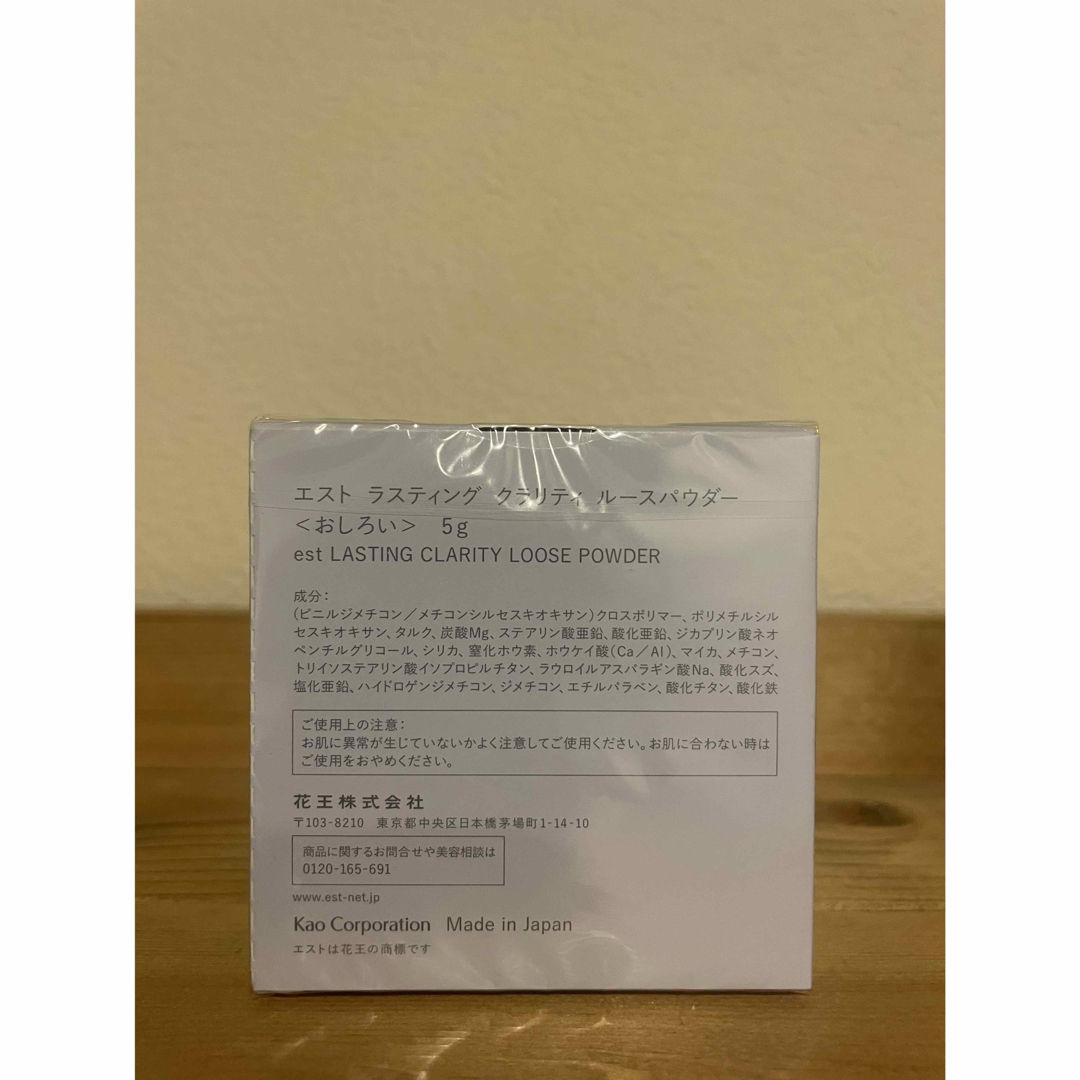 エスト ラスティング クラリティ ルースパウダー
＜おしろい＞ 5g
est LASTING CLARITY LOOSE POWDER
成分：
(ビニルジメチコン／メチコンシルセスキオキサン)クロスポリマー、ポリメチルシル
セスキオキサン、タルク、炭酸Mg、ステアリン酸亜鉛、酸化亜鉛、ジカプリン酸ネオ
ペンチルグリコール、シリカ、窒化ホウ素、ホウケイ酸(Ca／Al)、マイカ、メチコン、
トリイソステアリン酸イソプロピルチタン、ラウロイルアスパラギン酸Na、酸化スズ、
塩化亜鉛、ハイドロゲンジメチコン、ジメチコン、エチルパラベン、酸化チタン、酸化鉄
ご使用上の注意：
お肌に異常が生じていないかよく注意してご使用ください。お肌に合わない時は
ご使用をおやめください。
花王株式会社
〒103-8210 東京都中央区日本橋茅場町1-14-10
商品に関するお問合せや美容相談は
0120-165-691
www.est-net.jp
Kao Corporation Made in Japan
エストは花王の商標です